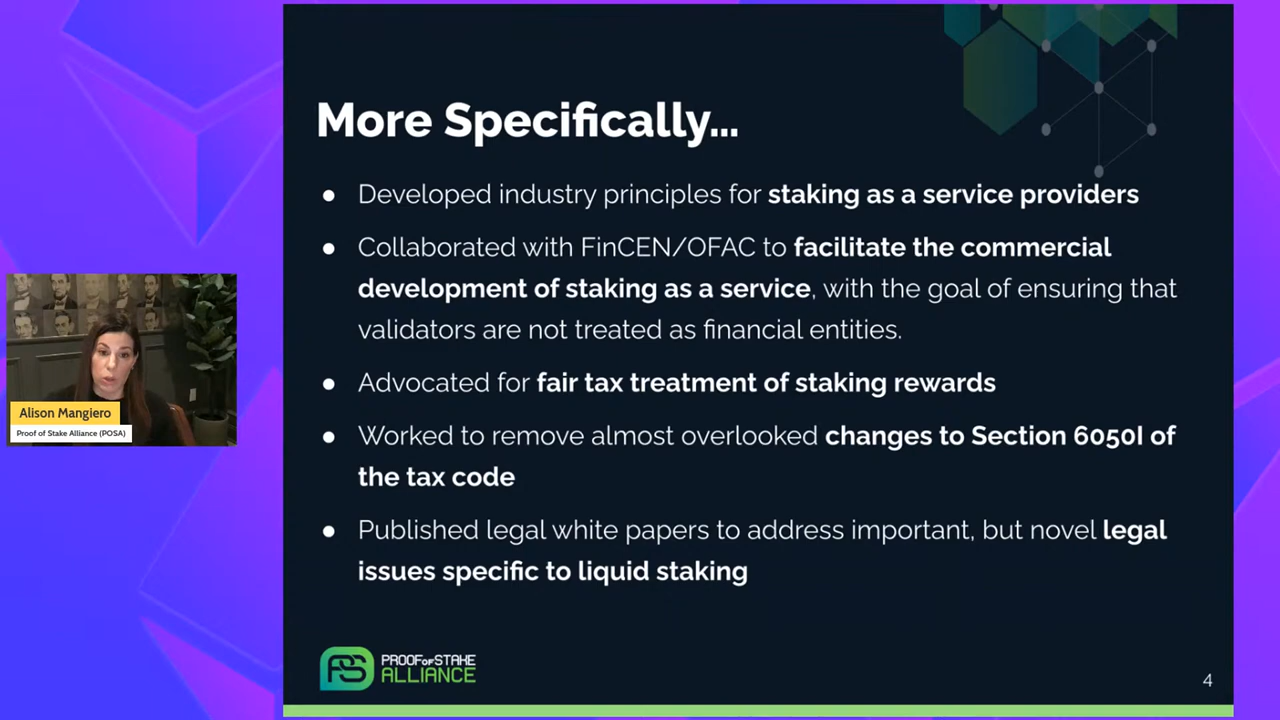 More Specifically...
● Developed industry principles for staking as a service providers
● Collaborated with FinCEN/OFAC to facilitate the commercial
development of staking as a service, with the goal of ensuring that
validators are not treated as financial entities.
● Advocated for fair tax treatment of staking rewards
● Worked to remove almost overlooked changes to Section 6050I of
the tax code
● Published legal white papers to address important, but novel legal
issues specific to liquid staking
Alison Mangiero
Proof of Stake Alliance (POSA)
PS PROOF OF STAKE
ALLIANCE
4